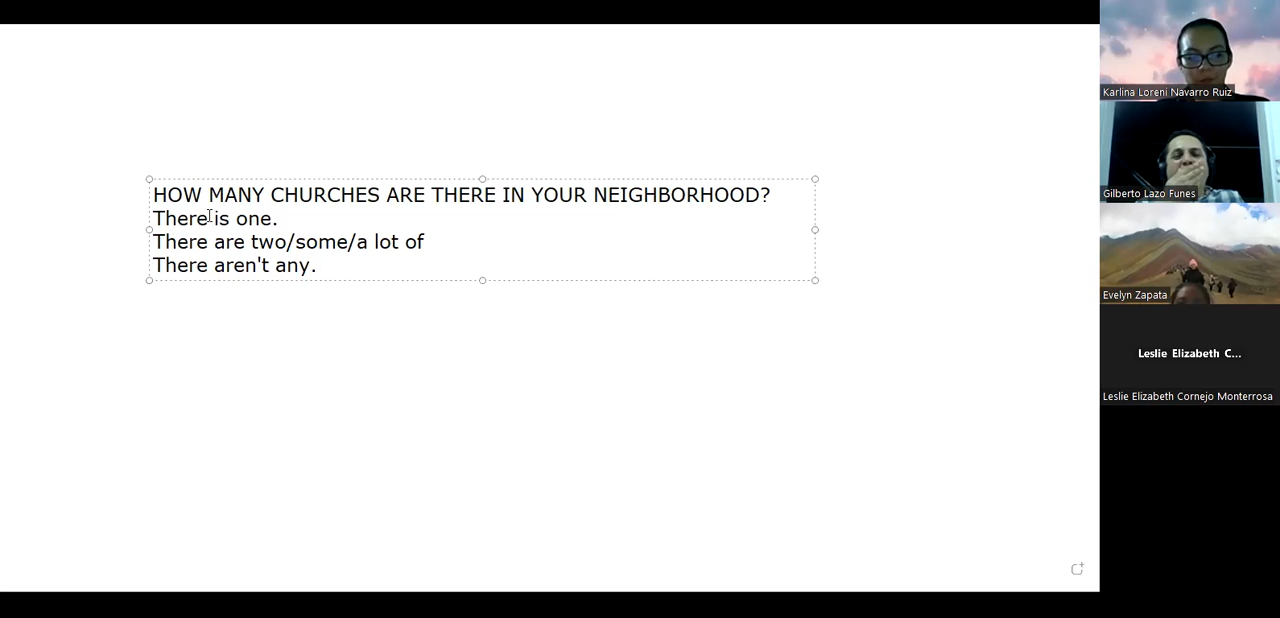 HOW MANY CHURCHES ARE THERE IN YOUR NEIGHBORHOOD?
There is one.
There are two/some/a lot of
There aren't any.
Karlina Loreni Navarro Ruiz
Gilberto Lazo Funes
Evelyn Zapata
Leslie Elizabeth C...
Leslie Elizabeth Cornejo Monterrosa